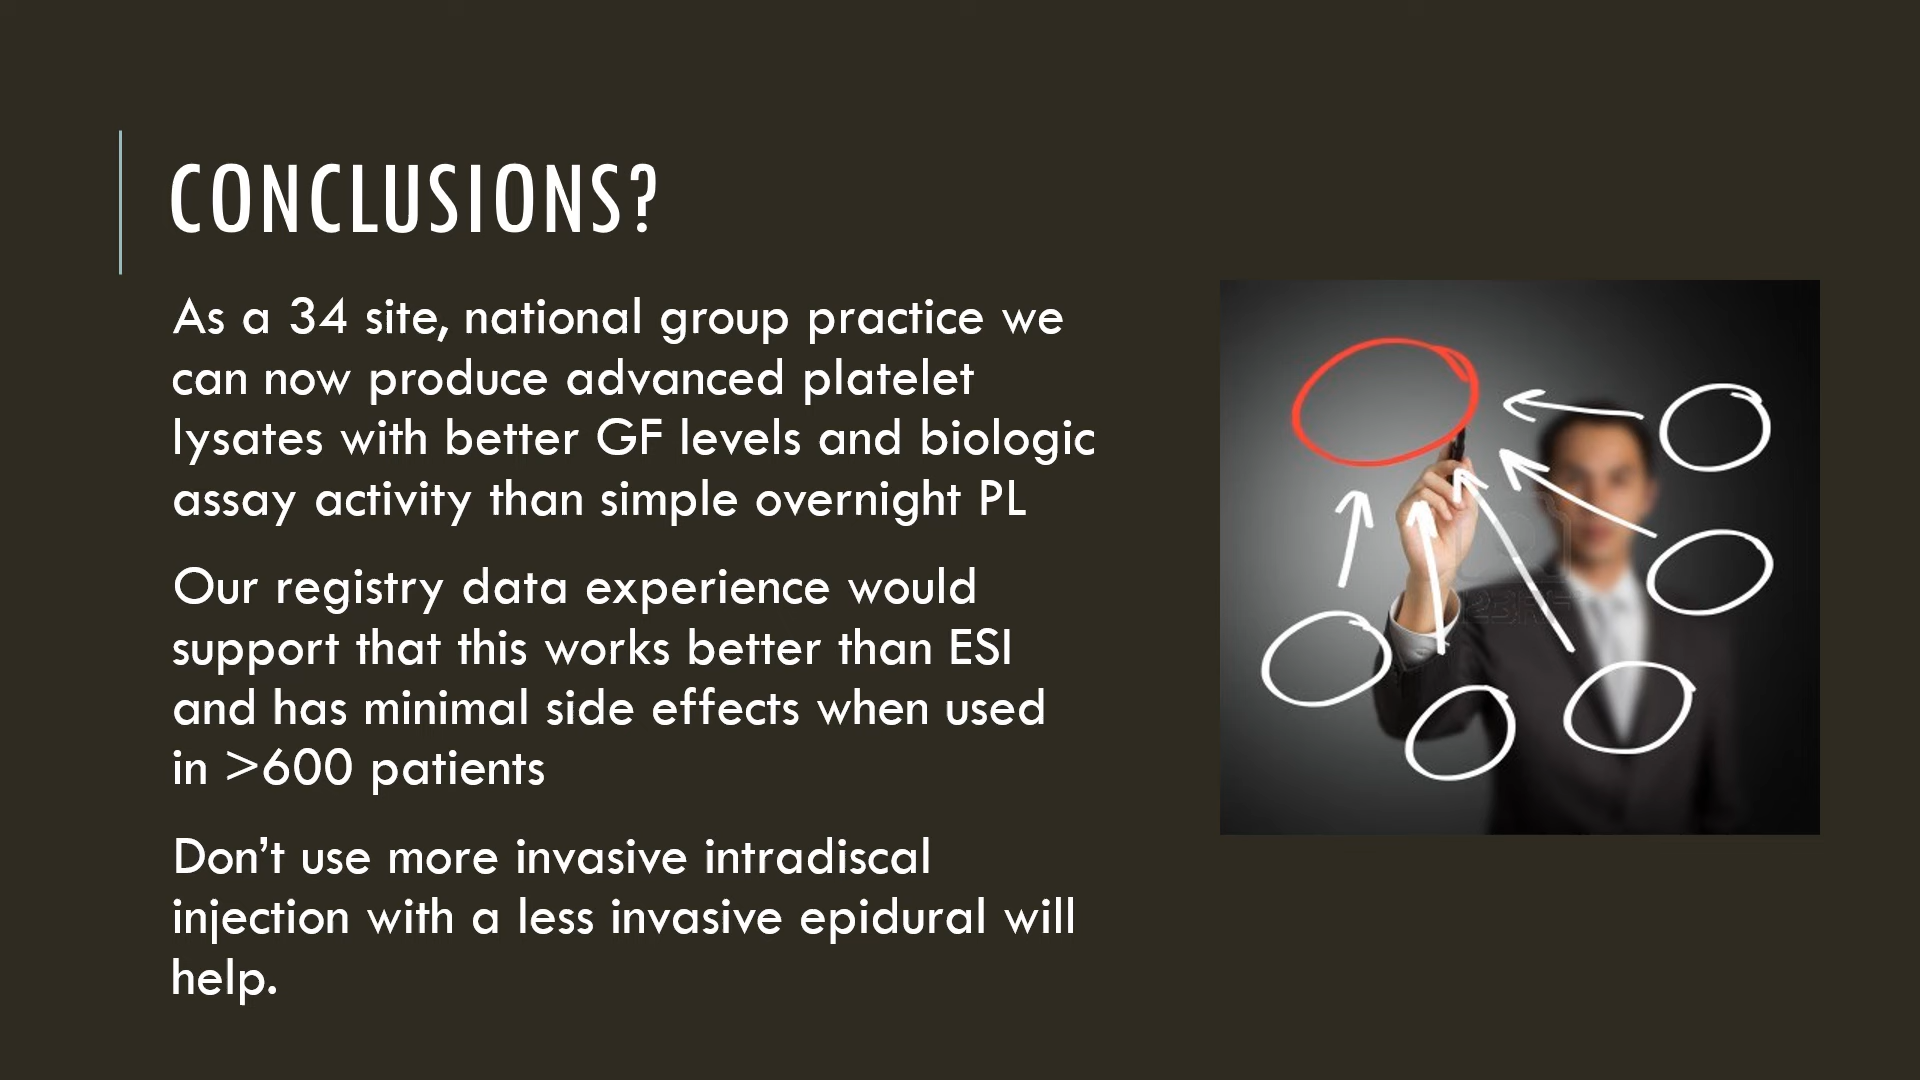 CONCLUSIONS?
As a 34 site, national group practice we
can now produce advanced platelet
lysates with better GF levels and biologic
assay activity than simple overnight PL
Our registry data experience would
support that this works better than ESI
and has minimal side effects when used
in >600 patients
Don’t use more invasive intradiscal
injection with a less invasive epidural will
help.